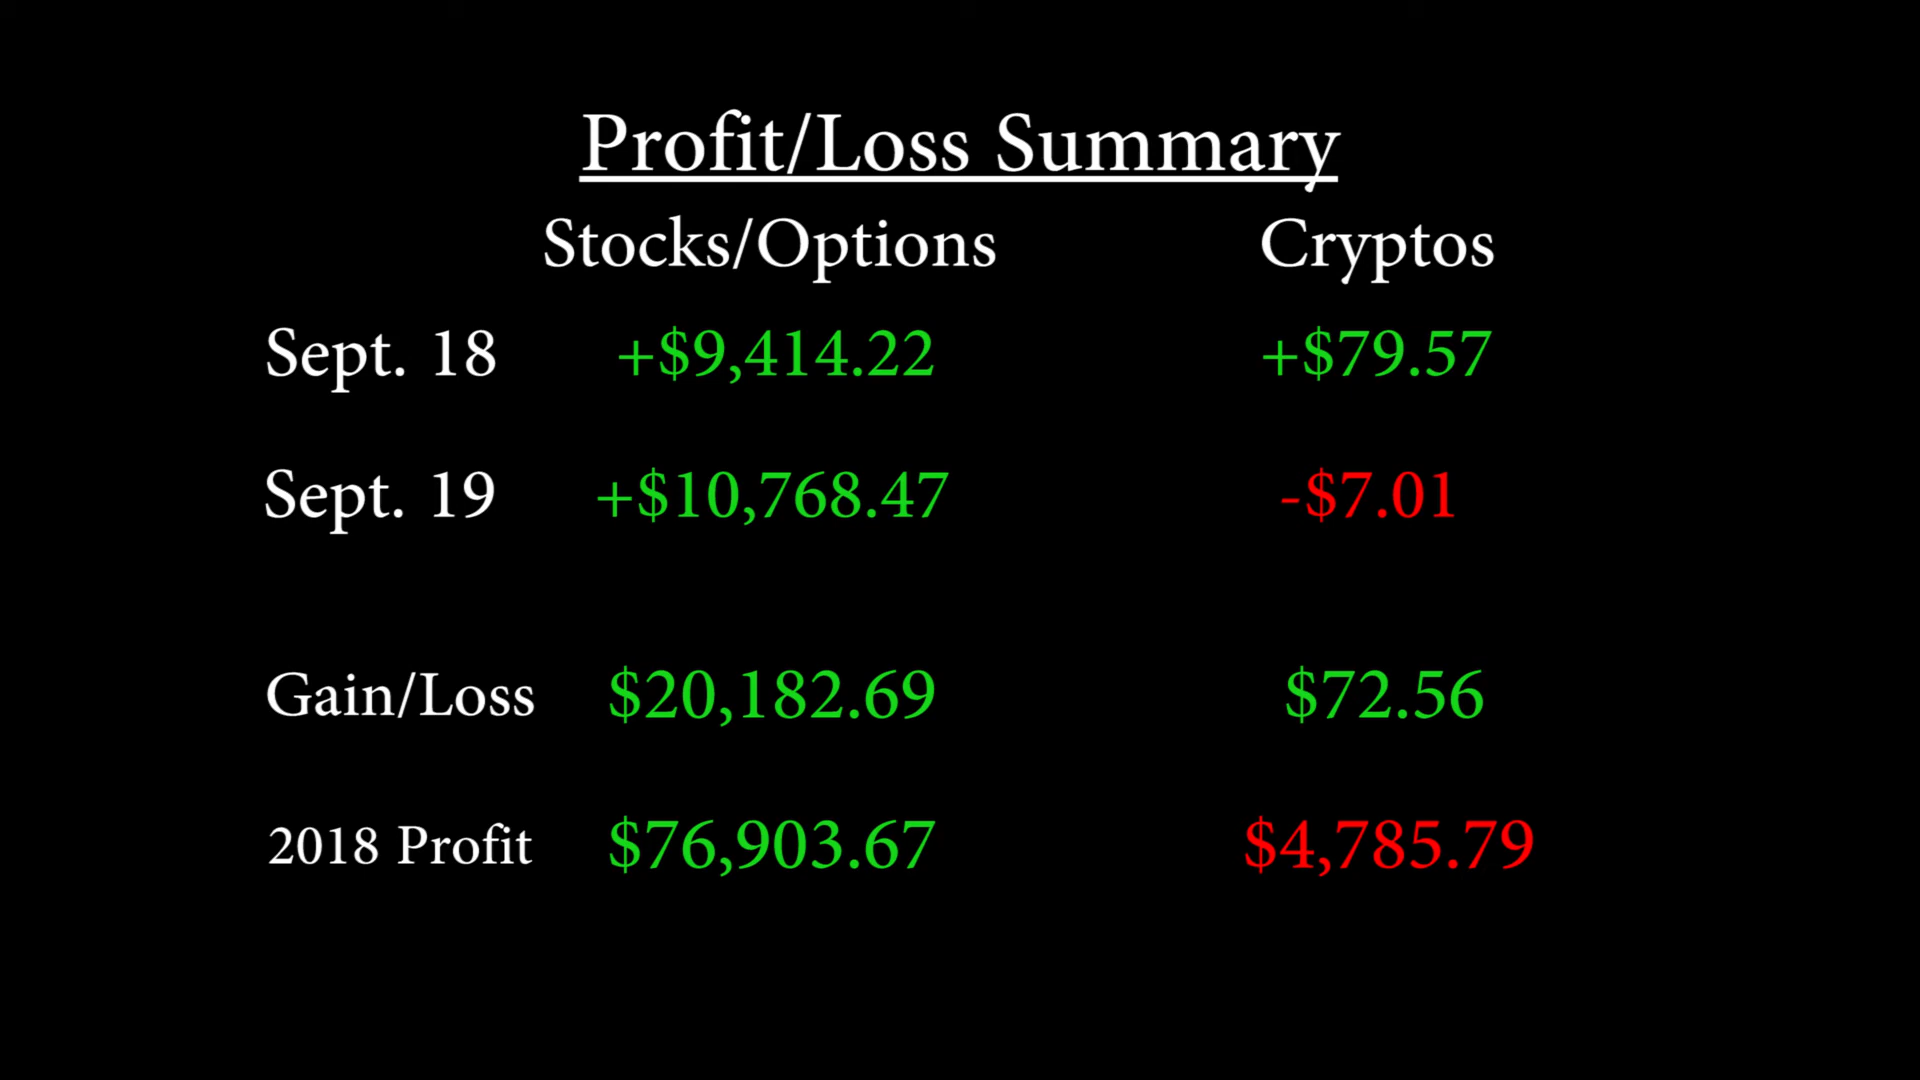 Profit/Loss Summary
Stocks/Options Cryptos
Sept. 18 +$9,414.22 +$79.57
Sept. 19 +$10,768.47 -$7.01
Gain/Loss $20,182.69 $72.56
2018 Profit $76,903.67 $4,785.79